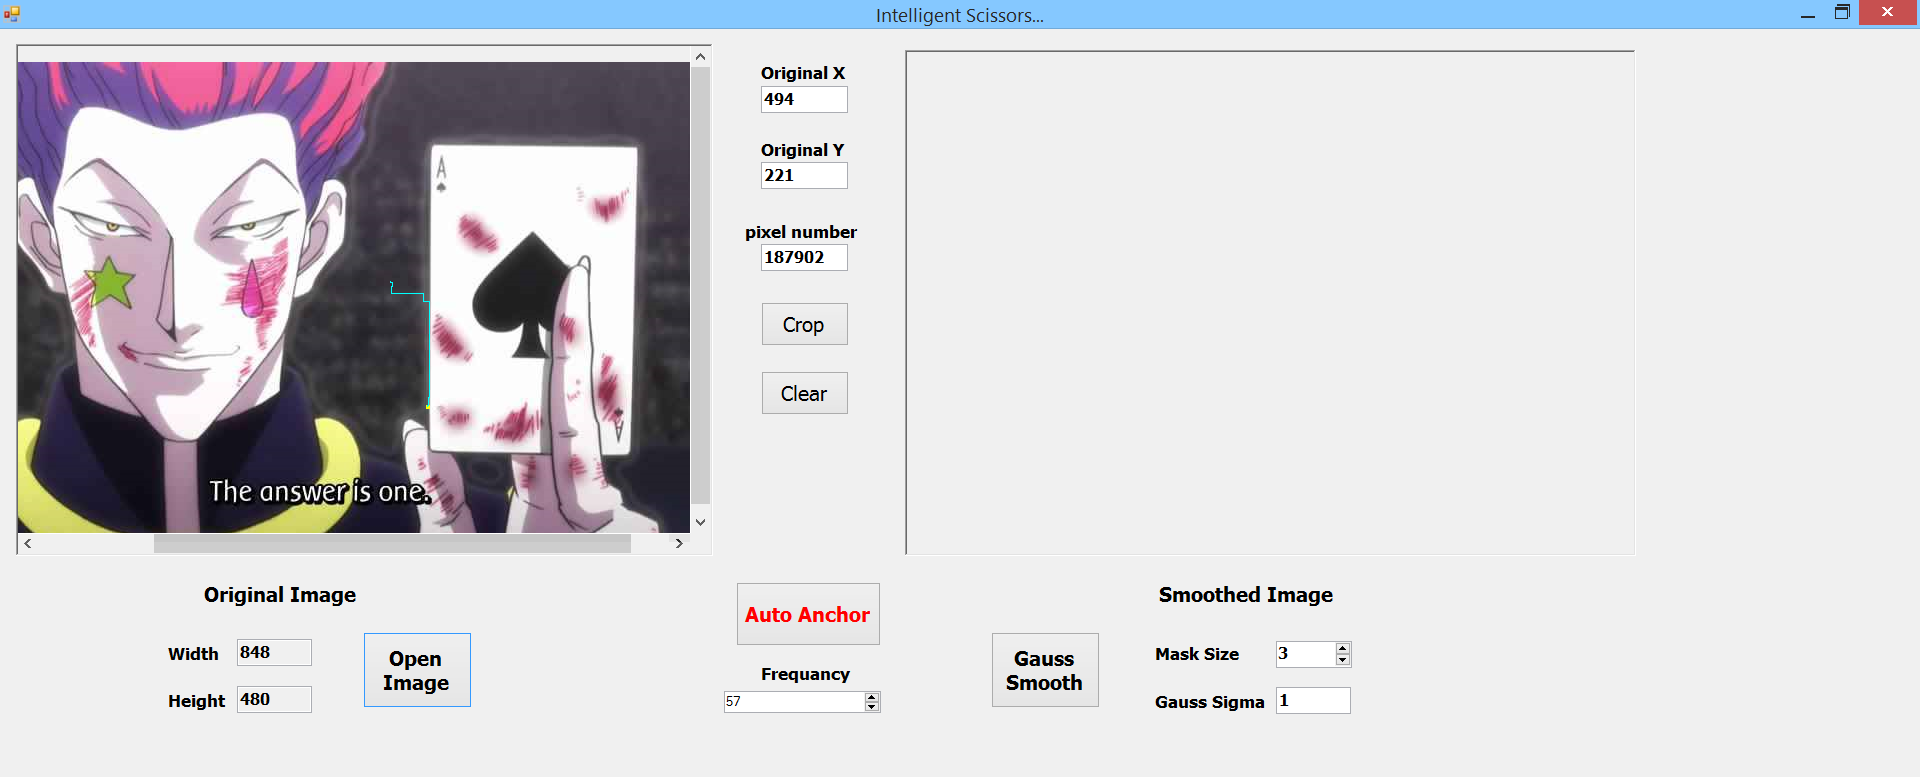 Intelligent Scissors...
A
The answer is one.
A
Original X
494
Original Y
221
pixel number
187902
Crop
Clear
Original Image
Width 848
Height 480
Open
Image
Auto Anchor
Frequancy
57
Gauss
Smooth
Smoothed Image
Mask Size 3
Gauss Sigma 1